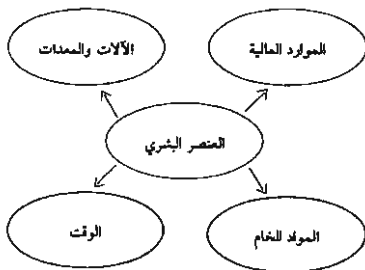 الموارد المالية
الآلات والمعدات
العنصر البشري
المواد الخام
الوقت